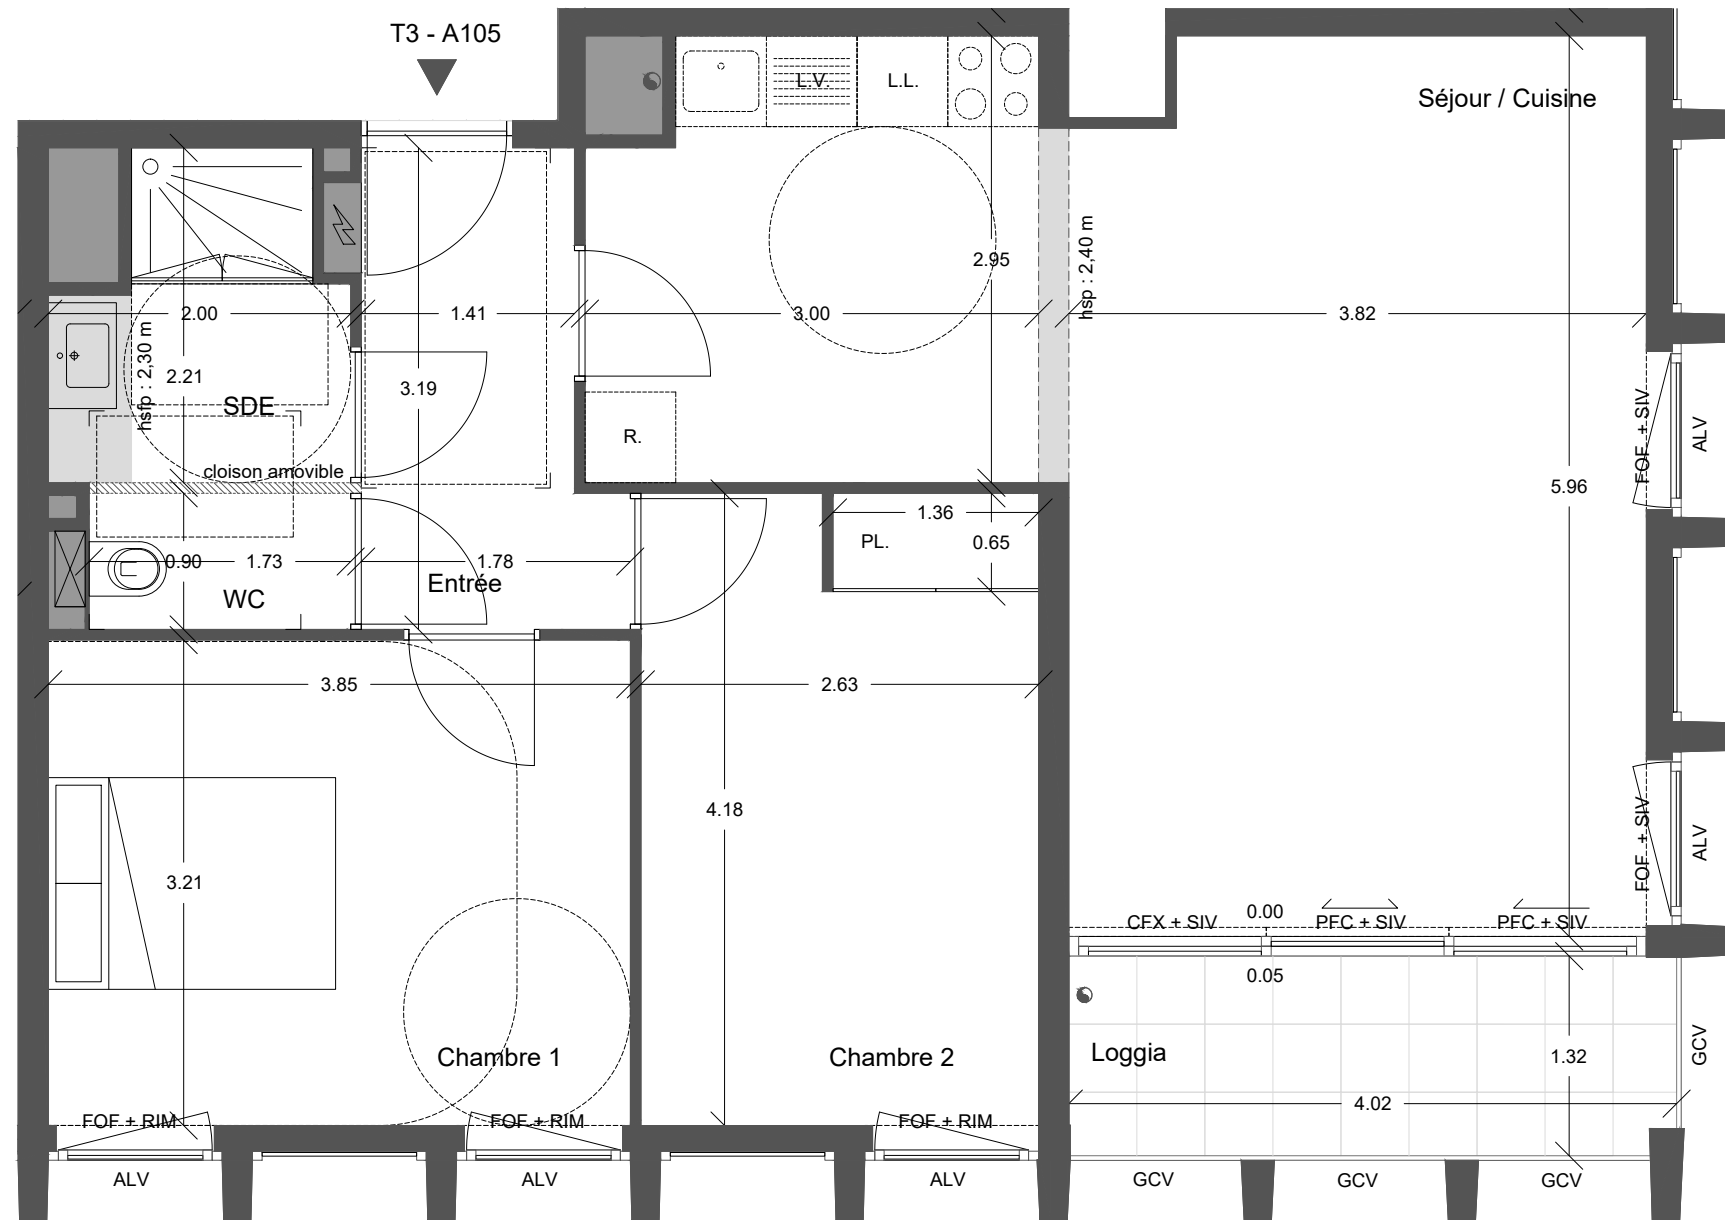 T3 - A105
L.V.
L.L.
Séjour / Cuisine
2.95
hsp : 2,40 m
2.00
1.41
3.00
3.82
hsfp : 2,30 m
2.21
3.19
SDE
FOF + SIV
ALV
R.
cloison amovible
5.96
1.36
PL.
0.65
0.90
1.73
1.78
Entrée
WC
3.85
2.63
4.18
FOF + SIV
ALV
3.21
0.00
CFX + SIV
PFC + SIV
PFC + SIV
0.05
Chambre 1
Chambre 2
Loggia
1.32
GCV
4.02
FOF + RIM
FOF + RIM
FOF + RIM
ALV
ALV
ALV
GCV
GCV
GCV